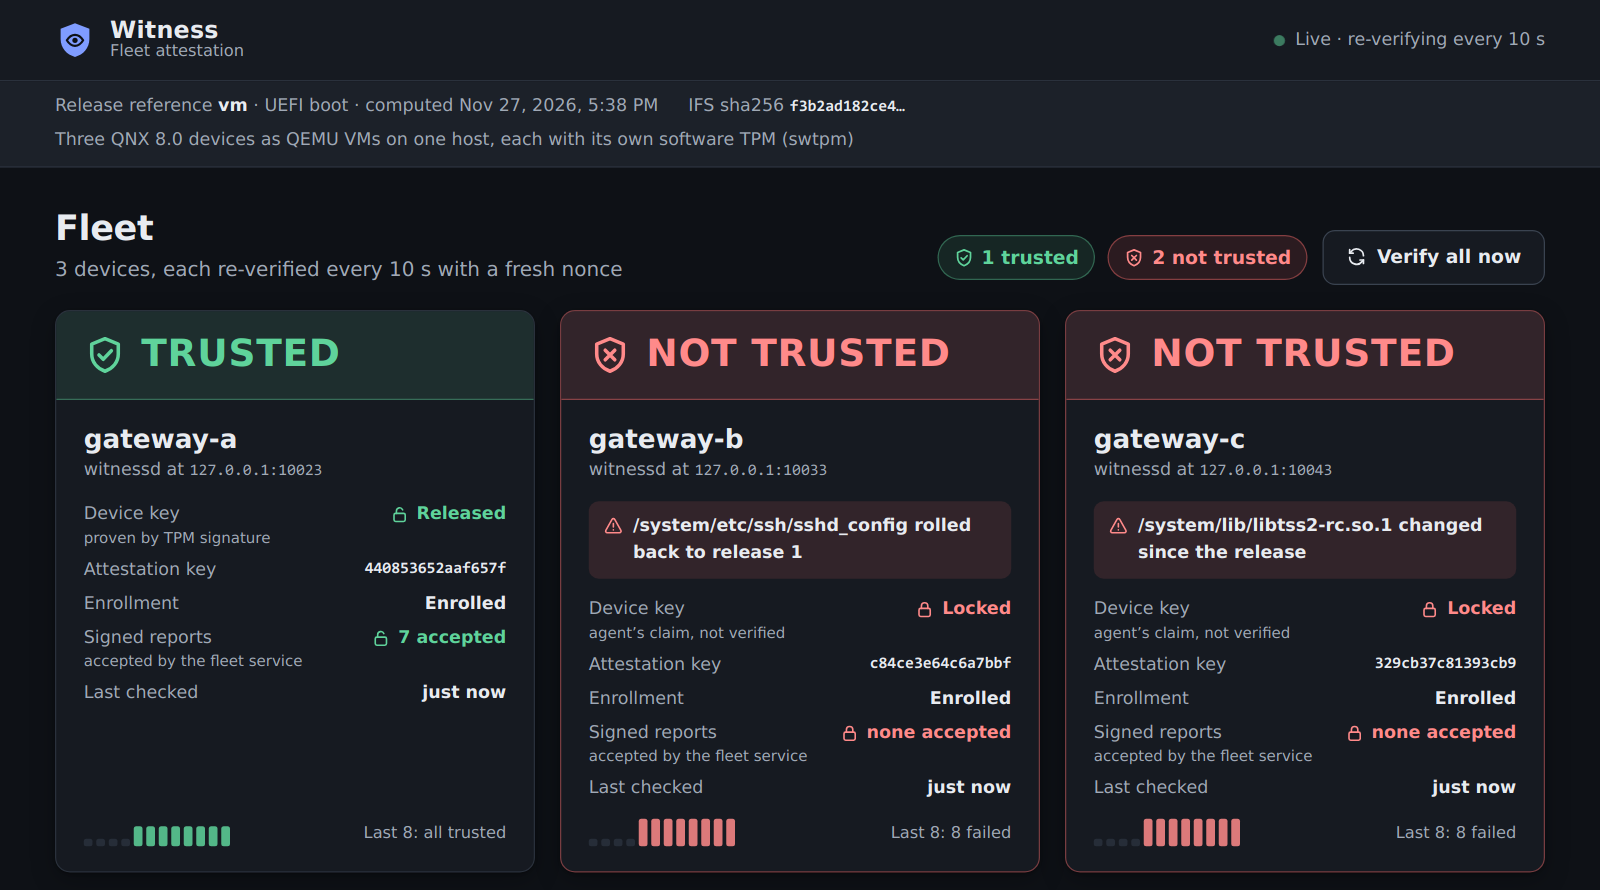 Witness
Fleet attestation
Live · re-verifying every 10 s
Release reference vm · UEFI boot · computed Nov 27, 2026, 5:38 PM IFS sha256 f3b2ad182ce4…
Three QNX 8.0 devices as QEMU VMs on one host, each with its own software TPM (swtpm)
Fleet
3 devices, each re-verified every 10 s with a fresh nonce
1 trusted
2 not trusted
Verify all now
TRUSTED
gateway-a
witnessd at 127.0.0.1:10023
Device key Released
proven by TPM signature
Attestation key 440853652aaf657f
Enrollment Enrolled
Signed reports 7 accepted
accepted by the fleet service
Last checked just now
Last 8: all trusted
NOT TRUSTED
gateway-b
witnessd at 127.0.0.1:10033
/system/etc/ssh/sshd_config rolled
back to release 1
Device key Locked
agent’s claim, not verified
Attestation key c84ce3e64c6a7bbf
Enrollment Enrolled
Signed reports none accepted
accepted by the fleet service
Last checked just now
Last 8: 8 failed
NOT TRUSTED
gateway-c
witnessd at 127.0.0.1:10043
/system/lib/libtss2-rc.so.1 changed
since the release
Device key Locked
agent’s claim, not verified
Attestation key 329cb37c81393cb9
Enrollment Enrolled
Signed reports none accepted
accepted by the fleet service
Last checked just now
Last 8: 8 failed